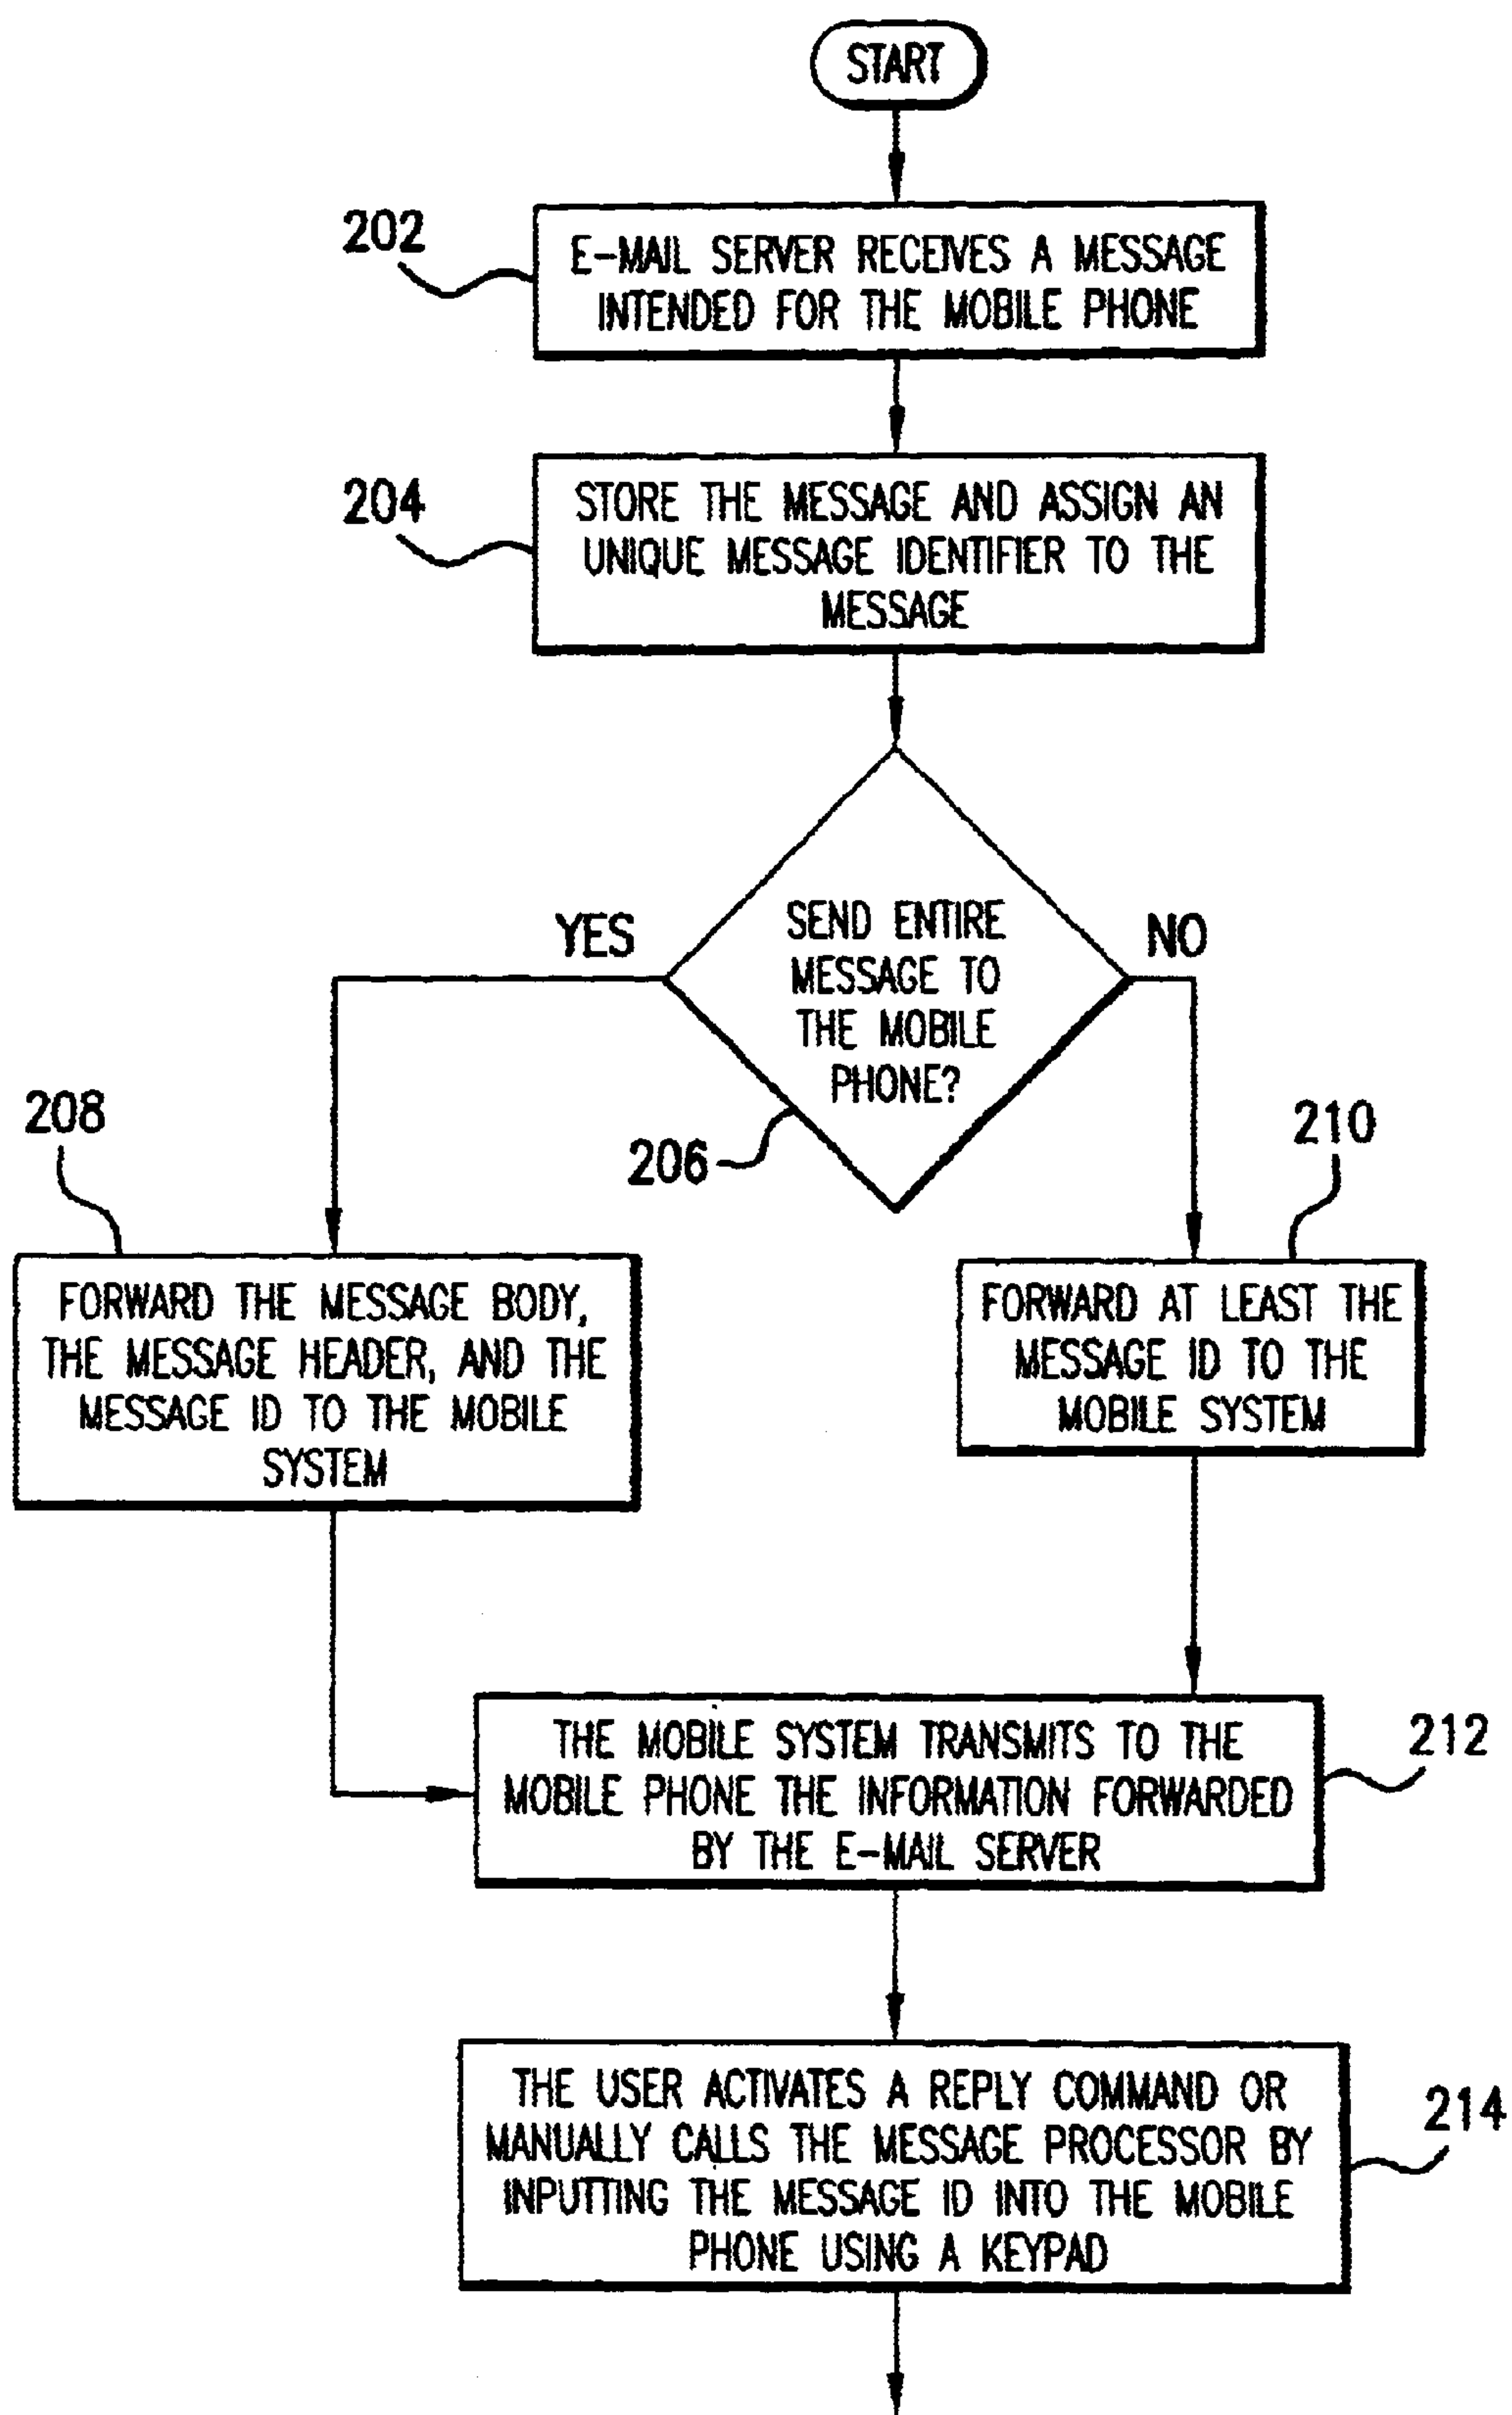 START
202
E-MAIL SERVER RECEIVES A MESSAGE
INTENDED FOR THE MOBILE PHONE
204
STORE THE MESSAGE AND ASSIGN AN
UNIQUE MESSAGE IDENTIFIER TO THE
MESSAGE
YES
SEND ENTIRE
MESSAGE TO
THE MOBILE
PHONE?
NO
206
208
FORWARD THE MESSAGE BODY,
THE MESSAGE HEADER, AND THE
MESSAGE ID TO THE MOBILE
SYSTEM
210
FORWARD AT LEAST THE
MESSAGE ID TO THE
MOBILE SYSTEM
THE MOBILE SYSTEM TRANSMITS TO THE
MOBILE PHONE THE INFORMATION FORWARDED
BY THE E-MAIL SERVER
212
THE USER ACTIVATES A REPLY COMMAND OR
MANUALLY CALLS THE MESSAGE PROCESSOR BY
INPUTTING THE MESSAGE ID INTO THE MOBILE
PHONE USING A KEYPAD
214